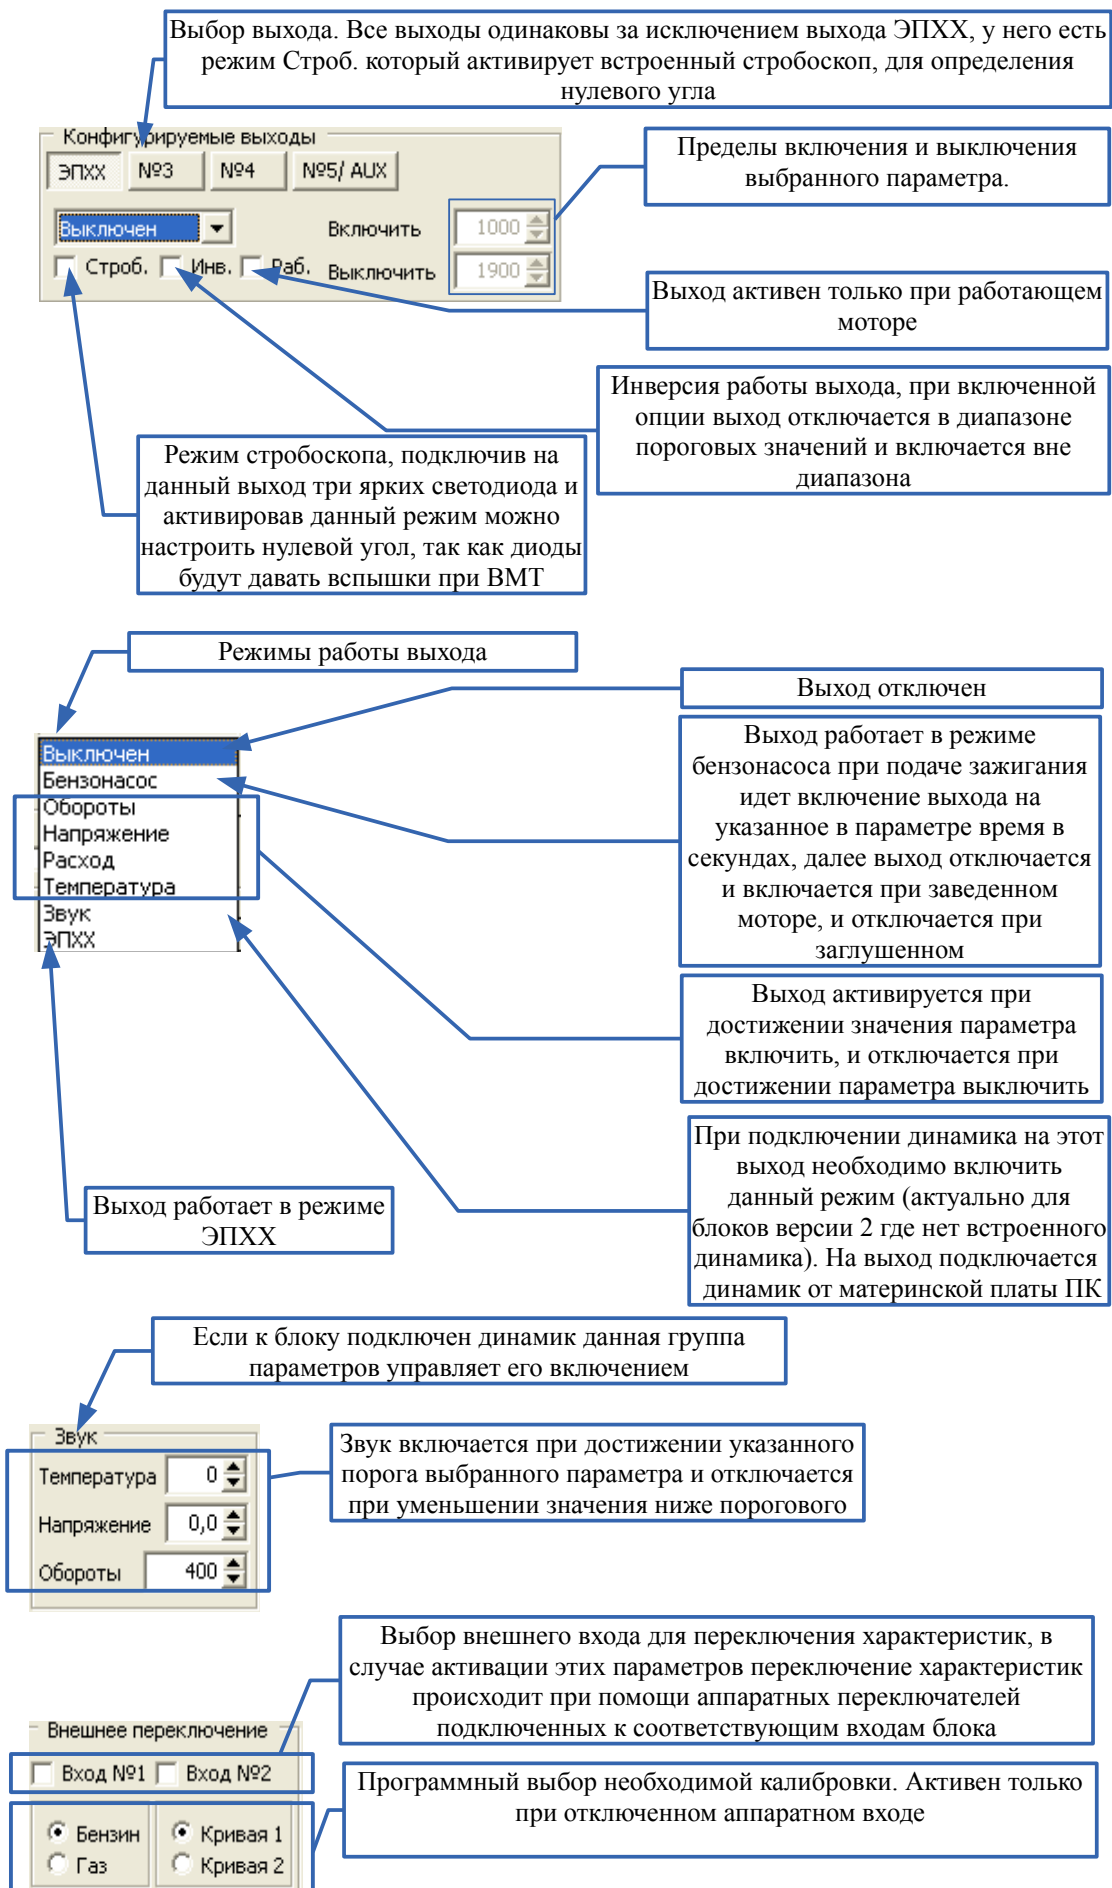 Выбор выхода. Все выходы одинаковы за исключением выхода ЭПХХ, у него есть
режим Строб. который активирует встроенный стробоскоп, для определения
нулевого угла
Конфигурируемые выходы
ЭПХХ №3 №4 №5/ AUX
Выключен
Включить 1000
Строб. Инв. Раб. Выключить 1900
Пределы включения и выключения
выбранного параметра.
Выход активен только при работающем
моторе
Инверсия работы выхода, при включенной
опции выход отключается в диапазоне
пороговых значений и включается вне
диапазона
Режим стробоскопа, подключив на
данный выход три ярких светодиода и
активировав данный режим можно
настроить нулевой угол, так как диоды
будут давать вспышки при ВМТ
Режимы работы выхода
Выход отключен
Выключен
Бензонасос
Обороты
Напряжение
Расход
Температура
Звук
ЭПХХ
Выход работает в режиме
бензонасоса при подаче зажигания
идет включение выхода на
указанное в параметре время в
секундах, далее выход отключается
и включается при заведенном
моторе, и отключается при
заглушенном
Выход активируется при
достижении значения параметра
включить, и отключается при
достижении параметра выключить
При подключении динамика на этот
выход необходимо включить
данный режим (актуально для
блоков версии 2 где нет встроенного
динамика). На выход подключается
динамик от материнской платы ПК
Выход работает в режиме
ЭПХХ
Если к блоку подключен динамик данная группа
параметров управляет его включением
Звук
Температура 0
Напряжение 0,0
Обороты 400
Звук включается при достижении указанного
порога выбранного параметра и отключается
при уменьшении значения ниже порогового
Выбор внешнего входа для переключения характеристик, в
случае активации этих параметров переключение характеристик
происходит при помощи аппаратных переключателей
подключенных к соответствующим входам блока
Внешнее переключение
Вход №1 Вход №2
Бензин Кривая 1
Газ Кривая 2
Программный выбор необходимой калибровки. Активен только
при отключенном аппаратном входе